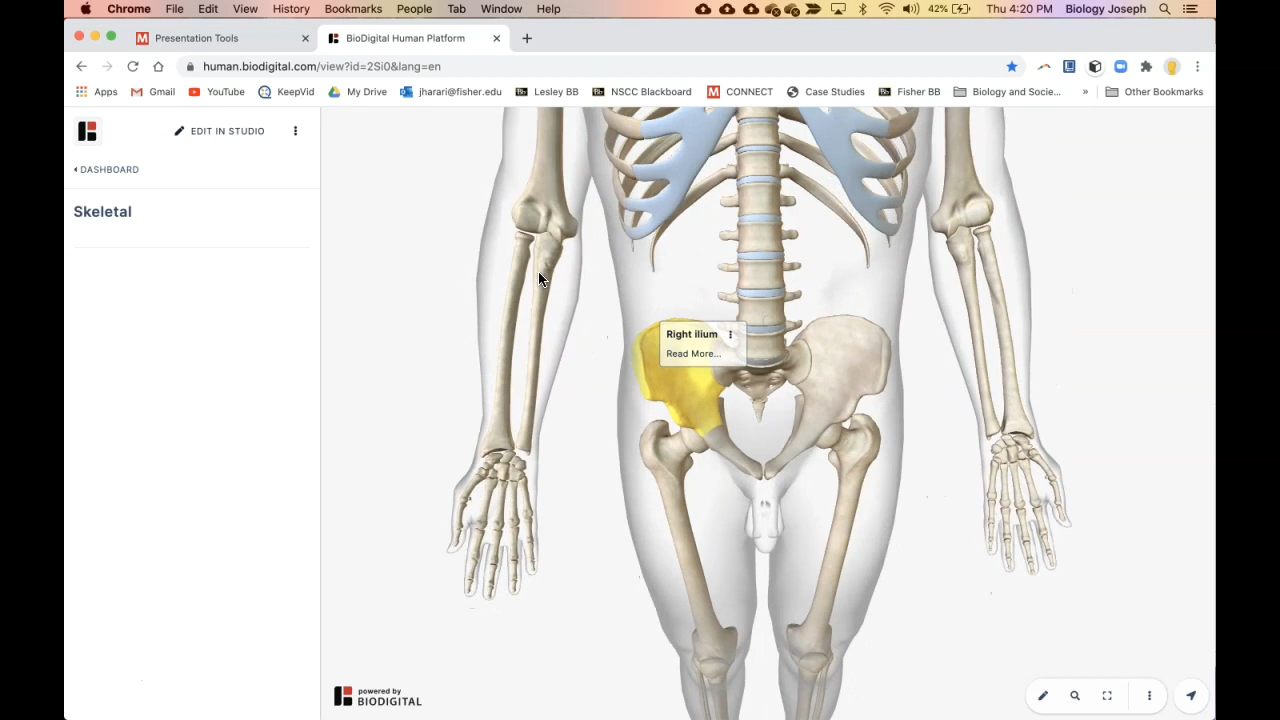 Chrome File Edit View History Bookmarks People Tab Window Help 42% Thu 4:20 PM Biology Joseph
Presentation Tools BioDigital Human Platform
human.biodigital.com/view?id=2Si0&lang=en
Apps Gmail YouTube KeepVid My Drive jharari@fisher.edu Lesley BB NSCC Blackboard CONNECT Case Studies Fisher BB Biology and Socie... » Other Bookmarks
EDIT IN STUDIO
DASHBOARD
Skeletal
Right ilium
Read More...
powered by
BIODIGITAL